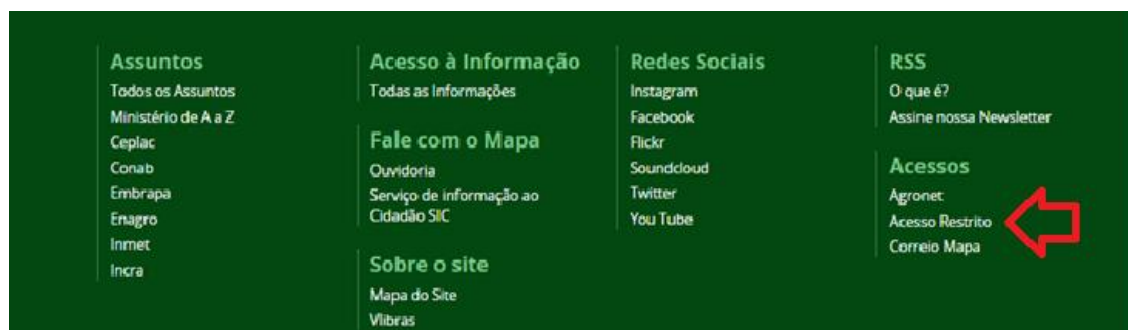 Assuntos
Todos os Assuntos
Ministério de A a Z
Ceplac
Conab
Embrapa
Enagro
Inmet
Incra
Acesso à Informação
Todas as Informações
Fale com o Mapa
Ouvidoria
Serviço de informação ao
Cidadão SIC
Sobre o site
Mapa do Site
Vlibras
Redes Sociais
Instagram
Facebook
Flickr
Soundcloud
Twitter
You Tube
RSS
O que é?
Assine nossa Newsletter
Acessos
Agronet
Acesso Restrito
Correio Mapa